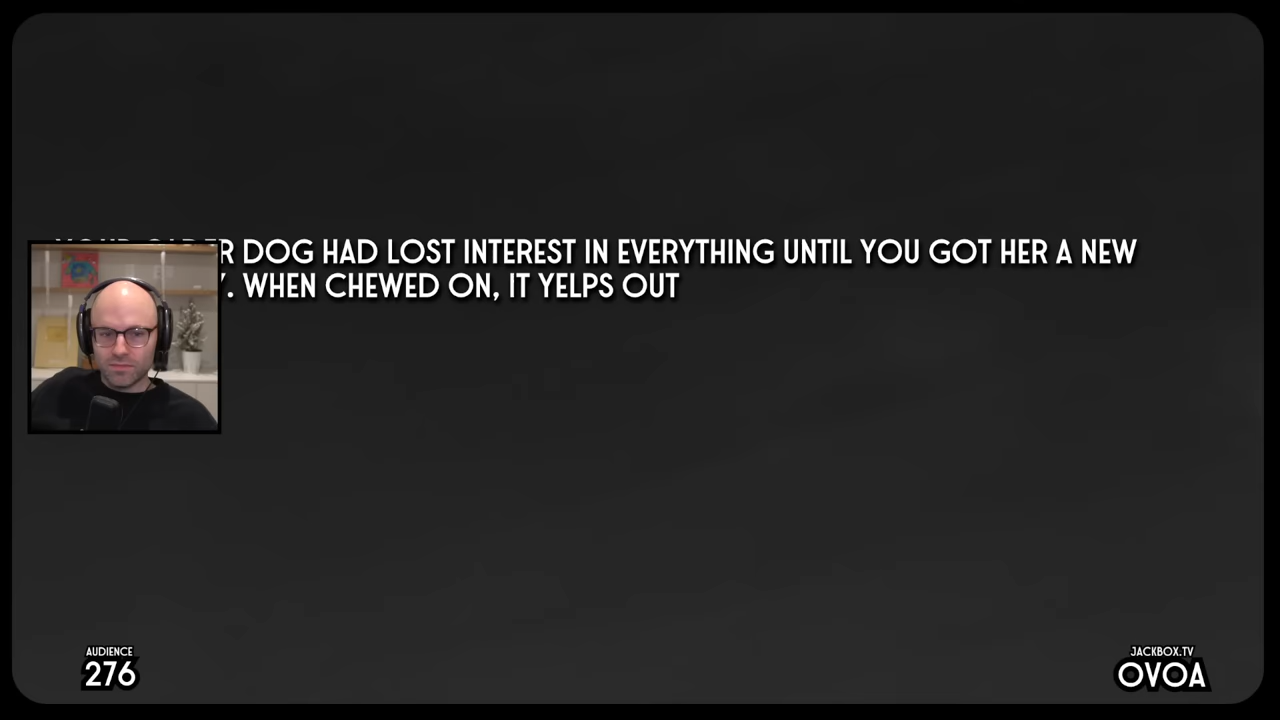 DOG HAD LOST INTEREST IN EVERYTHING UNTIL YOU GOT HER A NEW
. WHEN CHEWED ON, IT YELPS OUT
AUDIENCE
276
JACKBOX.TV
OVOA